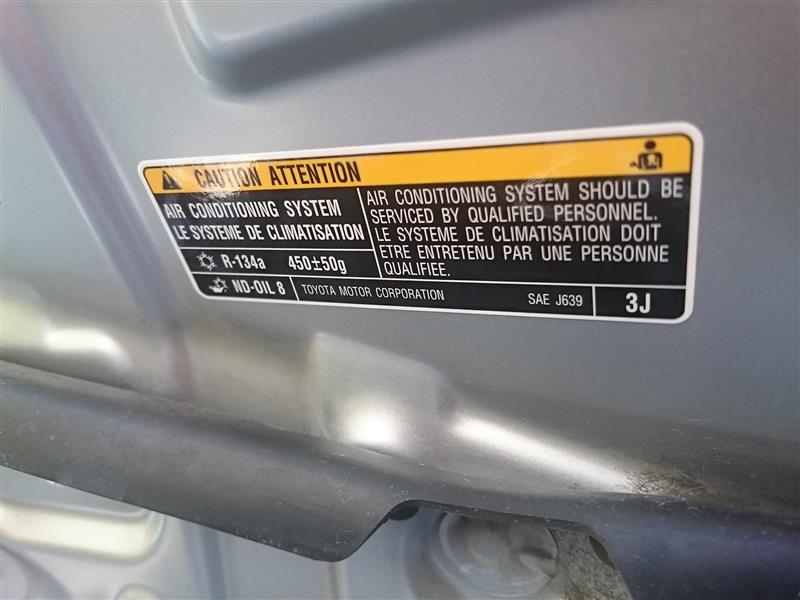 CAUTION ATTENTION
AIR CONDITIONING SYSTEM
LE SYSTEME DE CLIMATISATION
R-134a 450±50g
ND-OIL 8
AIR CONDITIONING SYSTEM SHOULD BE
SERVICED BY QUALIFIED PERSONNEL.
LE SYSTEME DE CLIMATISATION DOIT
ETRE ENTRETENU PAR UNE PERSONNE
QUALIFIEE.
TOYOTA MOTOR CORPORATION
SAE J639
3J